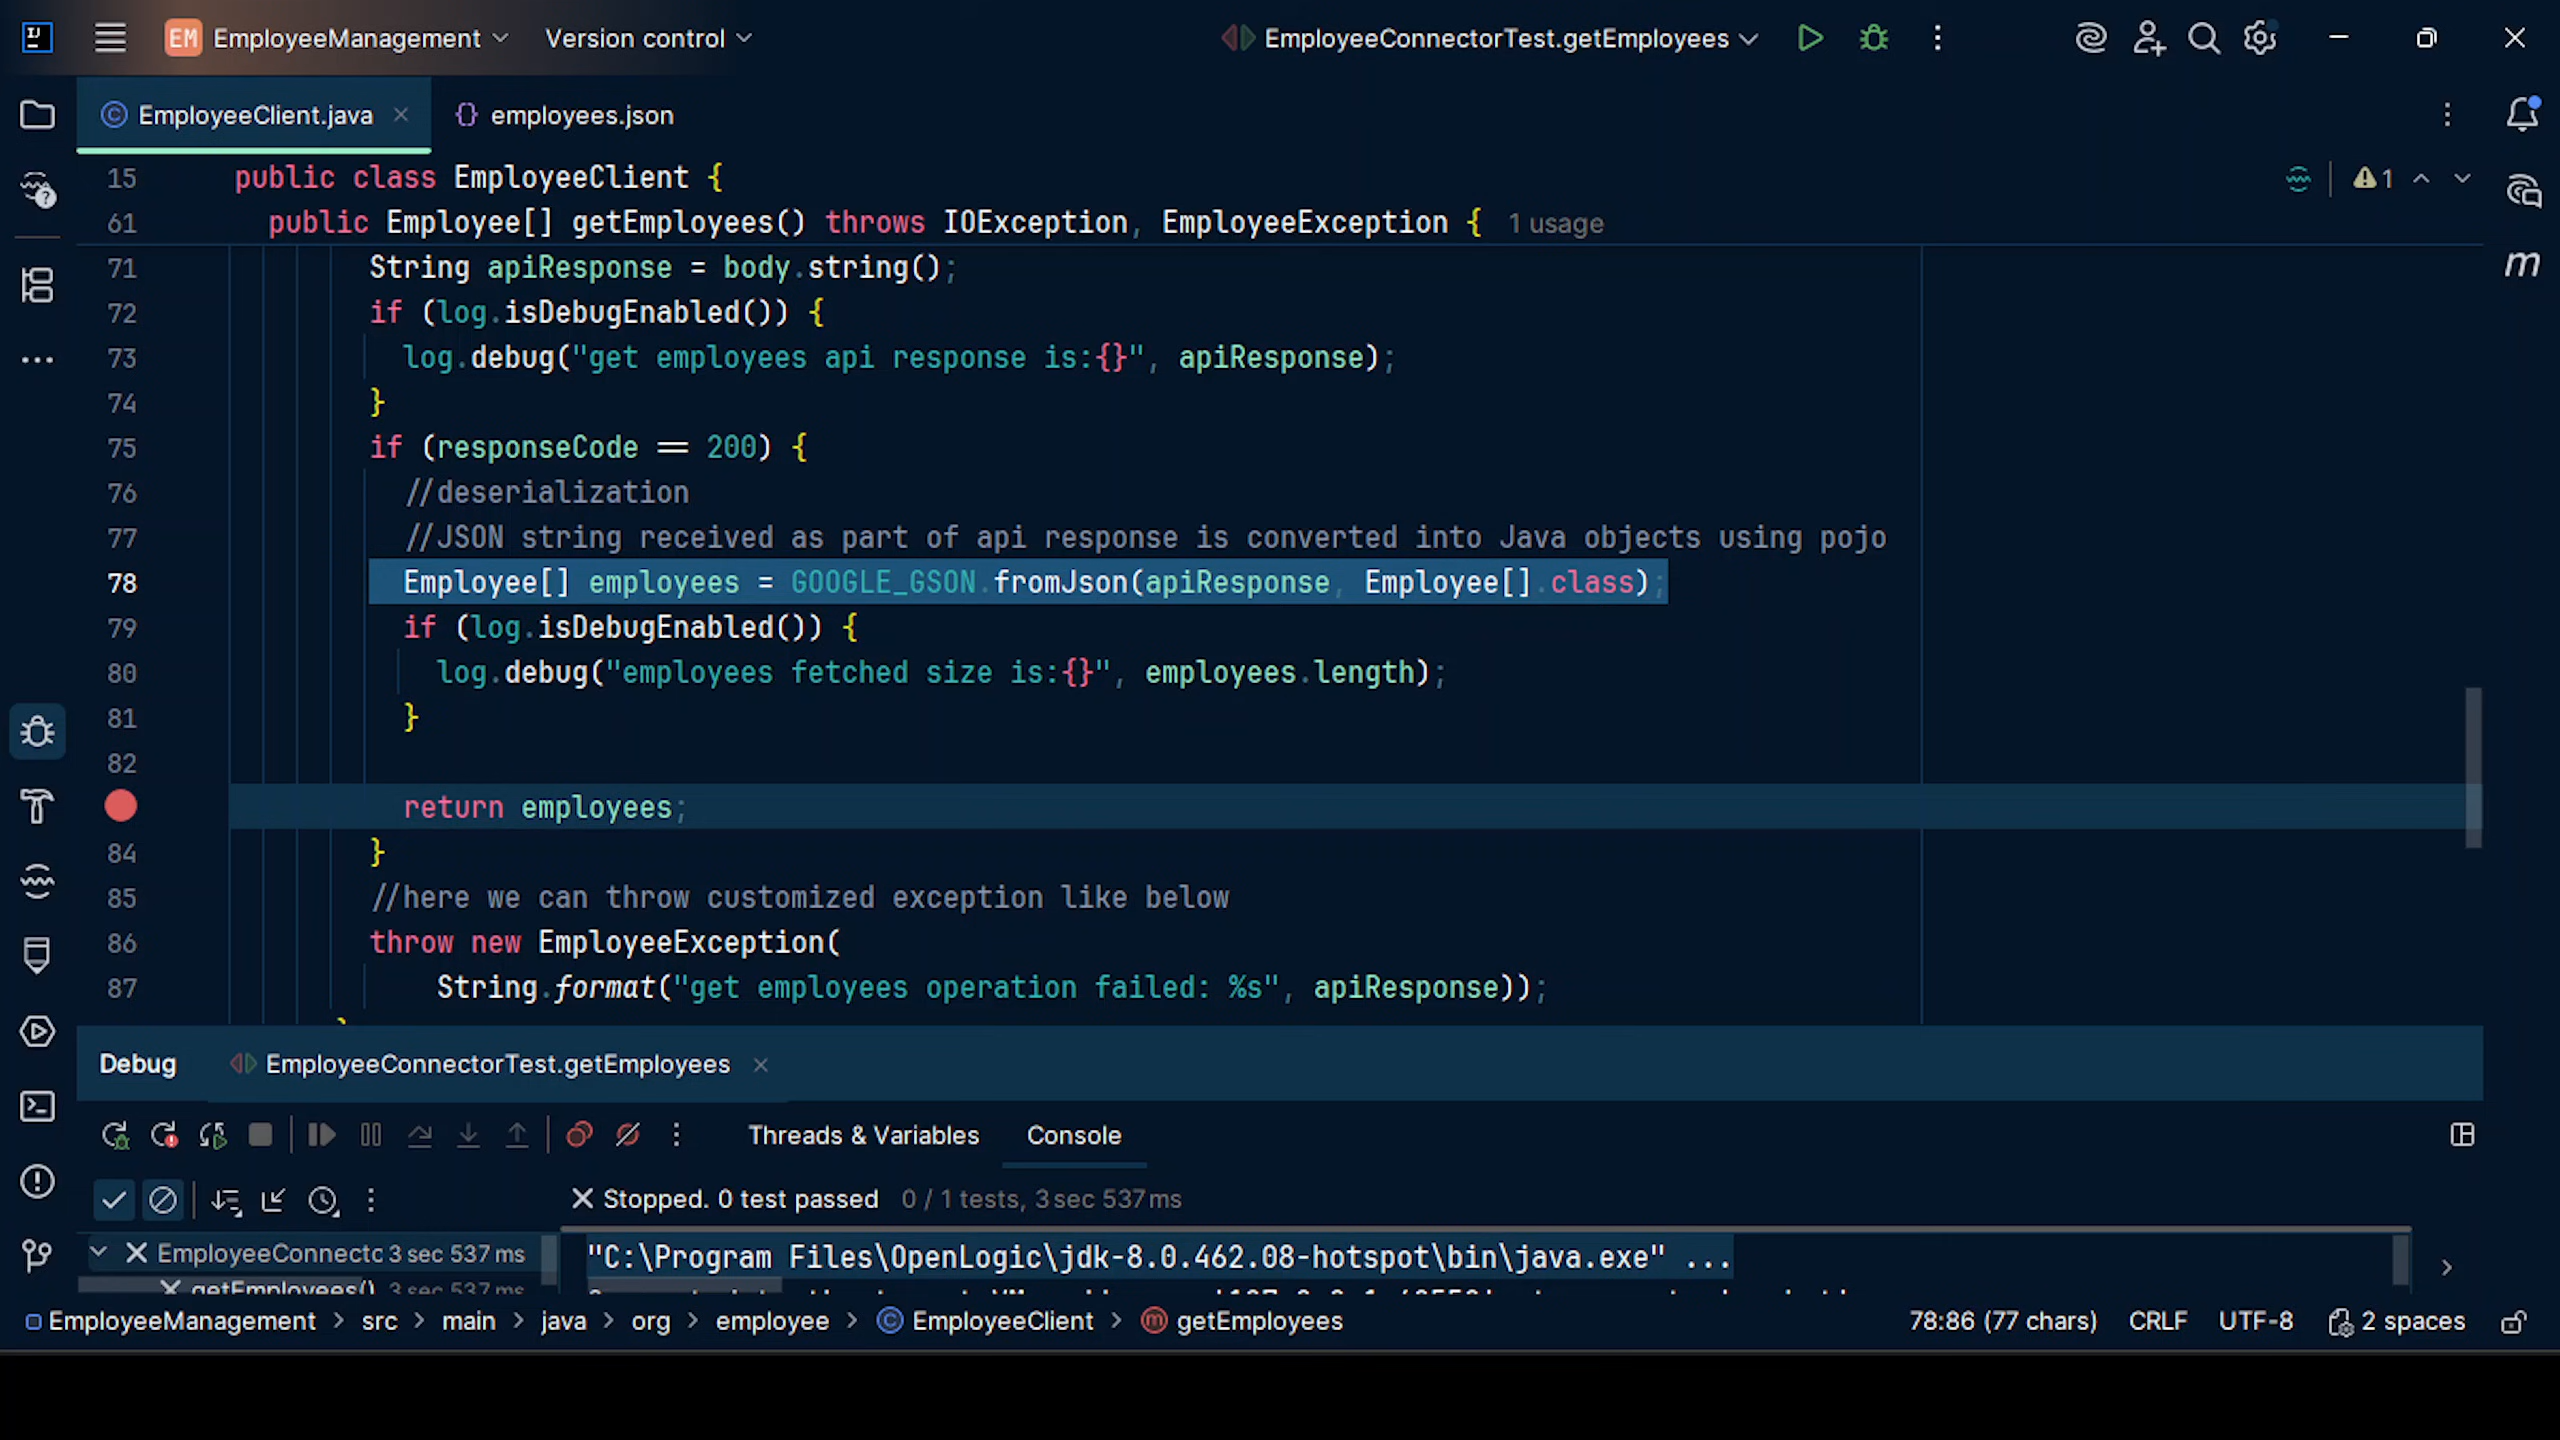 EM EmployeeManagement Version control EmployeeConnectorTest.getEmployees
EmployeeClient.java employees.json
15 public class EmployeeClient { 1
61 public Employee[] getEmployees() throws IOException, EmployeeException { 1 usage
71 String apiResponse = body.string();
72 if (log.isDebugEnabled()) {
73 log.debug("get employees api response is:{}", apiResponse);
74 }
75 if (responseCode == 200) {
76 //deserialization
77 //JSON string received as part of api response is converted into Java objects using pojo
78 Employee[] employees = GOOGLE_GSON.fromJson(apiResponse, Employee[].class);
79 if (log.isDebugEnabled()) {
80 log.debug("employees fetched size is:{}", employees.length);
81 }
82
return employees;
84 }
85 //here we can throw customized exception like below
86 throw new EmployeeException(
87 String.format("get employees operation failed: %s", apiResponse));
Debug EmployeeConnectorTest.getEmployees
Threads & Variables Console
Stopped. 0 test passed 0 / 1 tests, 3 sec 537 ms
EmployeeConnectc 3 sec 537 ms "C:\Program Files\OpenLogic\jdk-8.0.462.08-hotspot\bin\java.exe" ...
getEmployees() 3 sec 537 ms
EmployeeManagement > src > main > java > org > employee > EmployeeClient > getEmployees 78:86 (77 chars) CRLF UTF-8 2 spaces